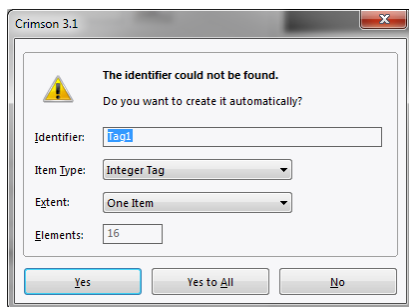 Crimson 3.1
The identifier could not be found.
Do you want to create it automatically?
Identifier: Tag1
Item Type: Integer Tag
Extent: One Item
Elements: 16
Yes Yes to All No